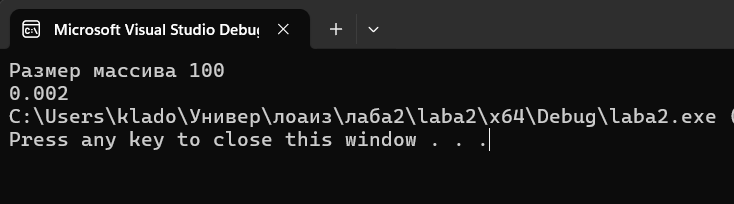 Microsoft Visual Studio Debug
Размер массива 100
0.002
C:\Users\klado\Универ\лоаиз\лаба2\laba2\x64\Debug\laba2.exe (
Press any key to close this window . . .